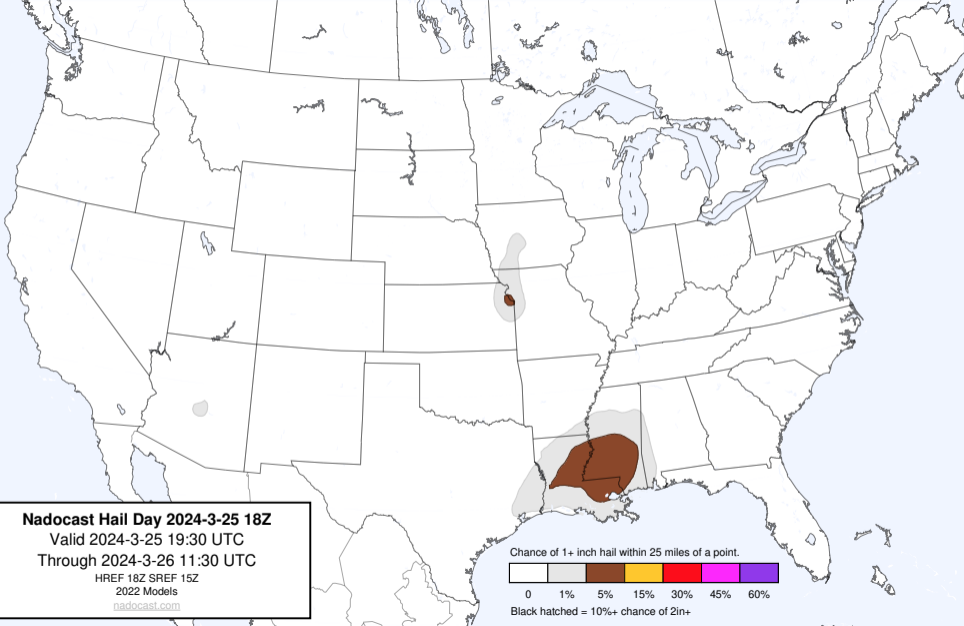 Nadocast Hail Day 2024-3-25 18Z
Valid 2024-3-25 19:30 UTC
Through 2024-3-26 11:30 UTC
HREF 18Z SREF 15Z
2022 Models
nadocast.com
Chance of 1+ inch hail within 25 miles of a point.
0 1% 5% 15% 30% 45% 60%
Black hatched = 10%+ chance of 2in+